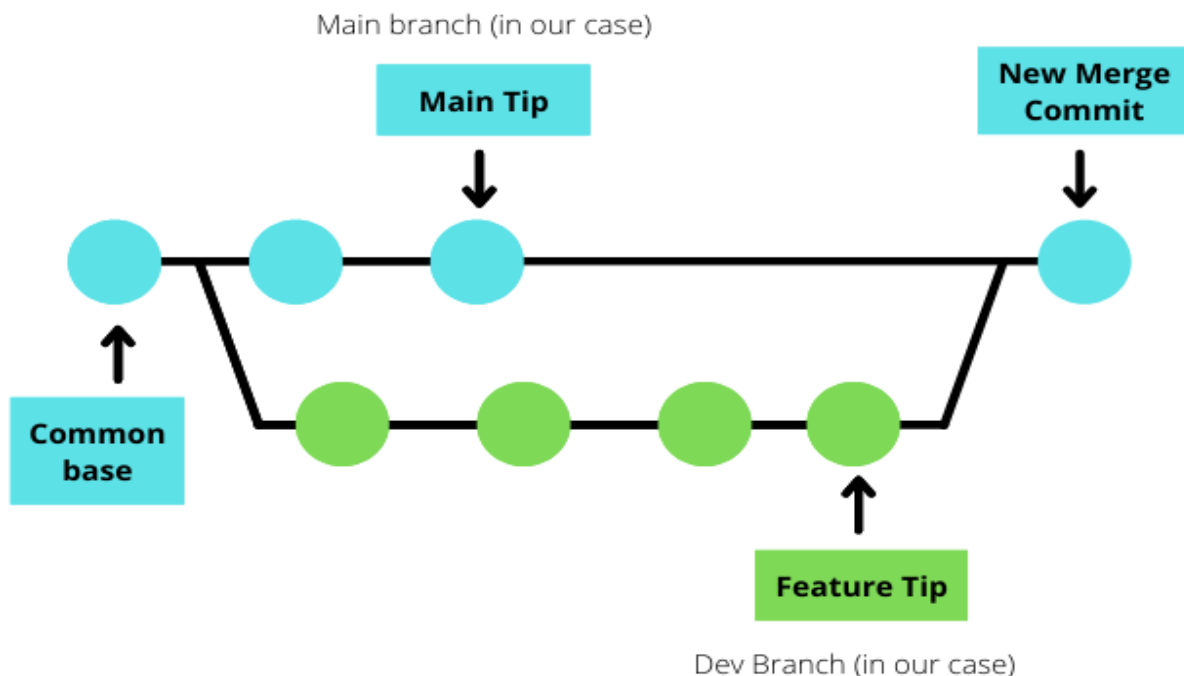 Main branch (in our case)
Main Tip
New Merge
Commit
Common
base
Feature Tip
Dev Branch (in our case)